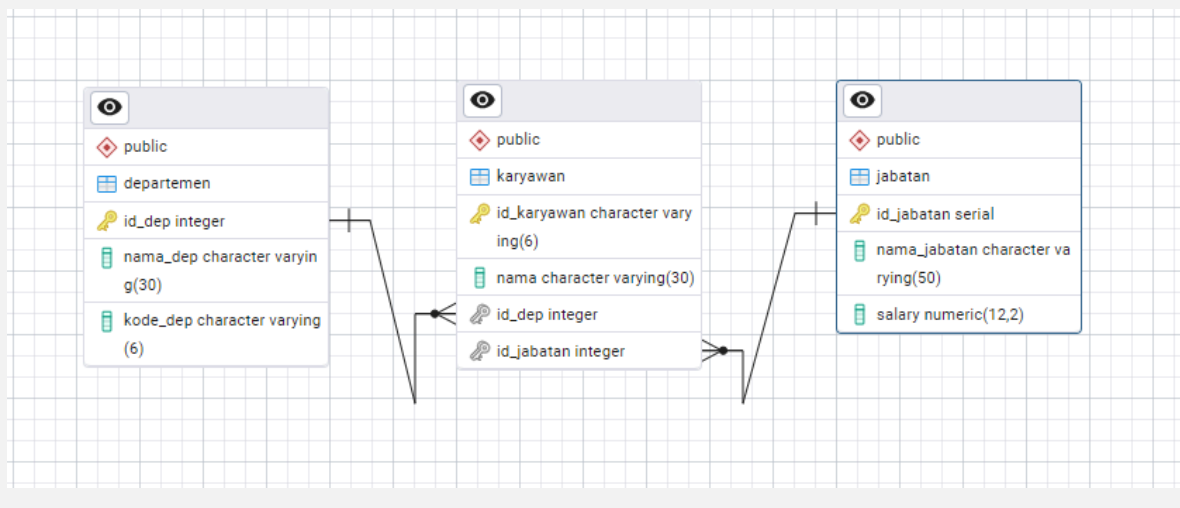 public
departemen
id_dep integer
nama_dep character varyin
g(30)
kode_dep character varying
(6)
public
karyawan
id_karyawan character vary
ing(6)
nama character varying(30)
id_dep integer
id_jabatan integer
public
jabatan
id_jabatan serial
nama_jabatan character va
rying(50)
salary numeric(12,2)